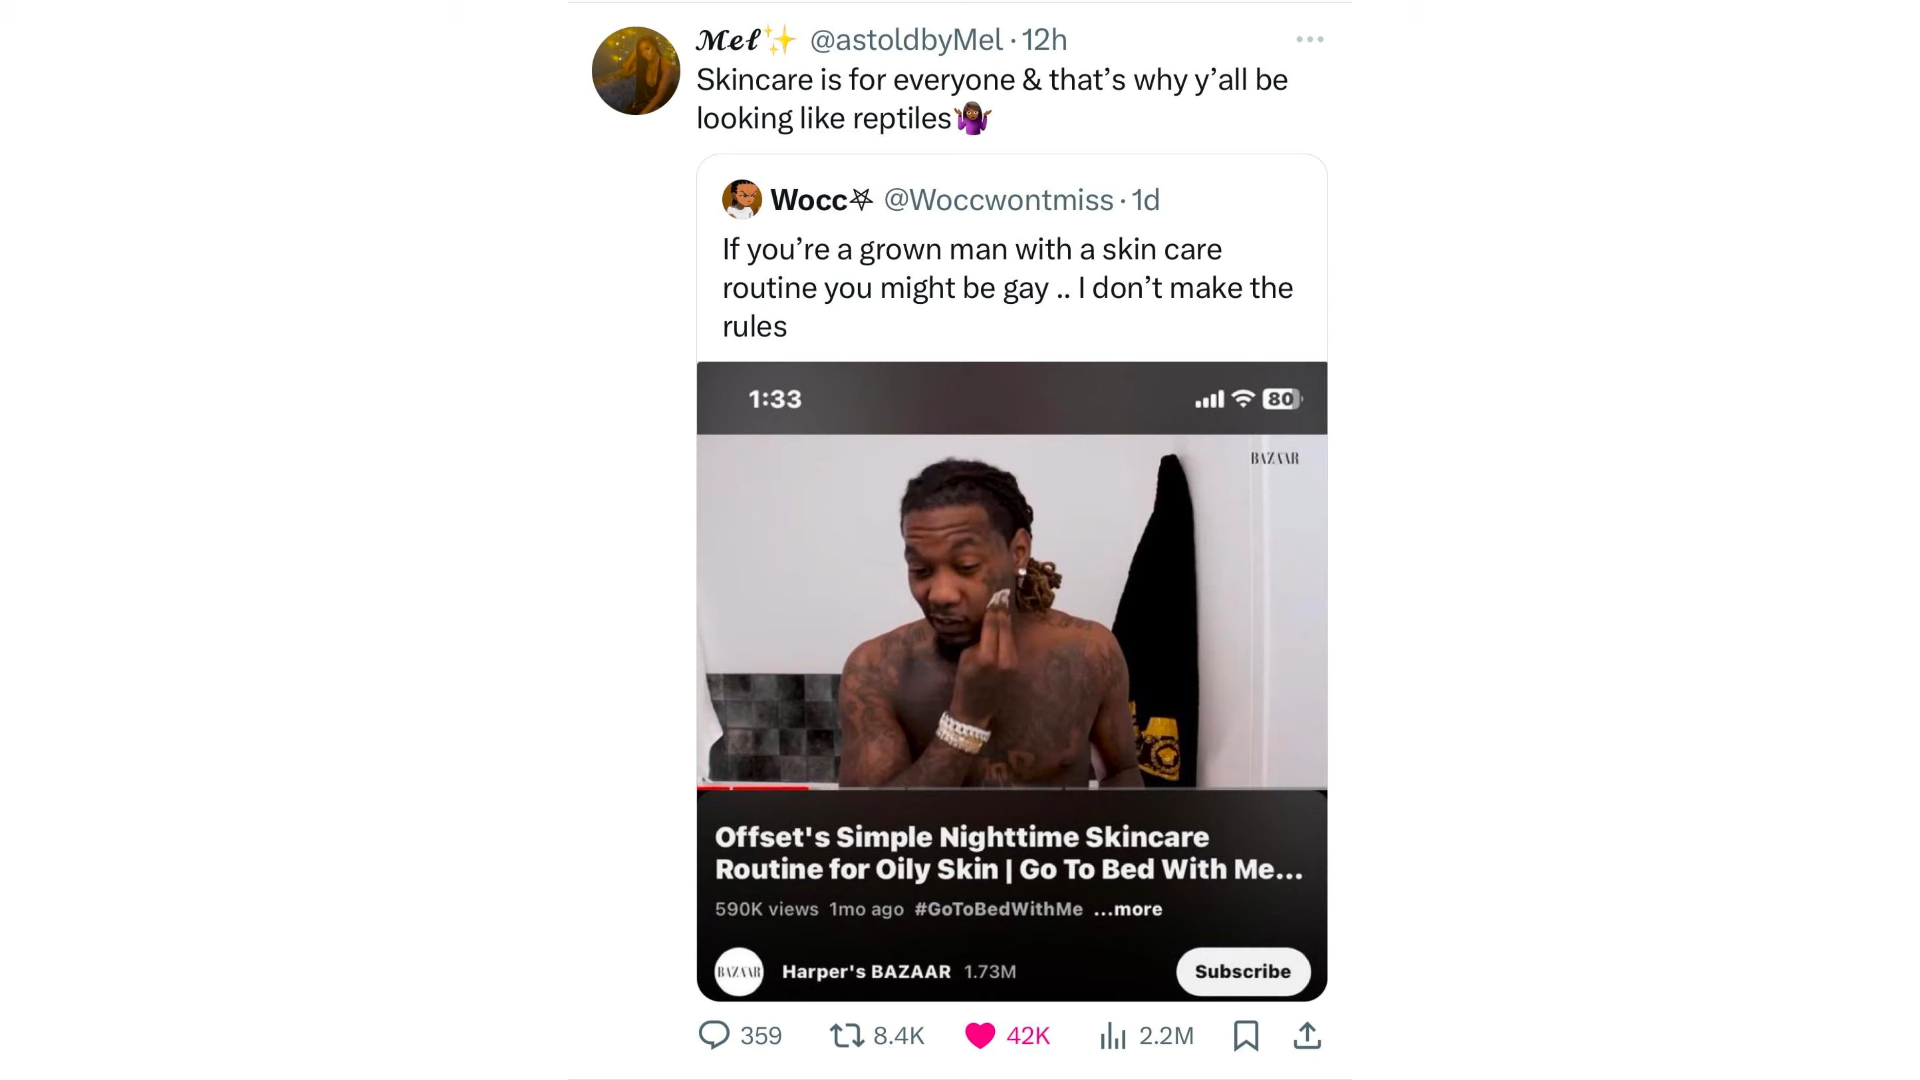 Mel✨ @astoldbyMel · 12h
Skincare is for everyone & that’s why y’all be
looking like reptiles🤷🏾‍♀️
Wocc⛧ @Woccwontmiss · 1d
If you’re a grown man with a skin care
routine you might be gay .. I don’t make the
rules
1:33
80
BAZAAR
Offset's Simple Nighttime Skincare
Routine for Oily Skin | Go To Bed With Me...
590K views 1mo ago #GoToBedWithMe ...more
BAZAAR
Harper's BAZAAR 1.73M
Subscribe
359 8.4K 42K 2.2M